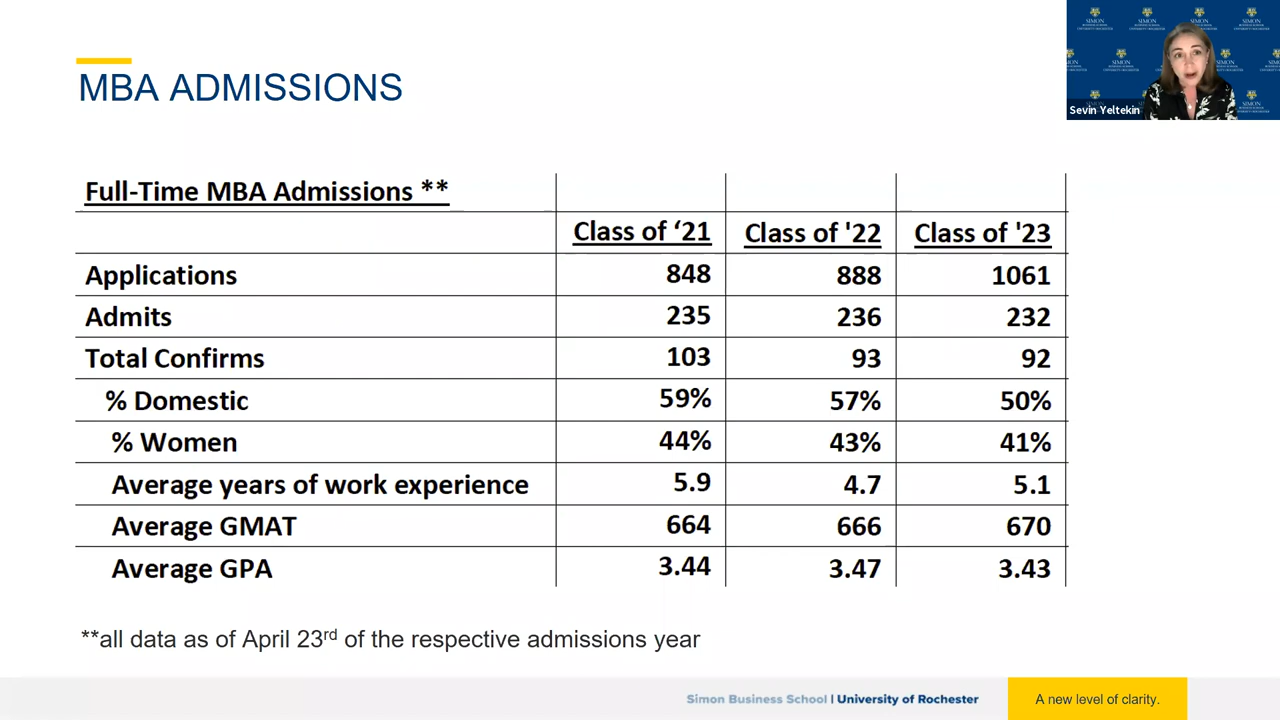 MBA ADMISSIONS
SIMON
Sevin Yeltekin
Full-Time MBA Admissions **
Class of ‘21 Class of '22 Class of '23
Applications 848 888 1061
Admits 235 236 232
Total Confirms 103 93 92
% Domestic 59% 57% 50%
% Women 44% 43% 41%
Average years of work experience 5.9 4.7 5.1
Average GMAT 664 666 670
Average GPA 3.44 3.47 3.43
**all data as of April 23rd of the respective admissions year
Simon Business School | University of Rochester
A new level of clarity.